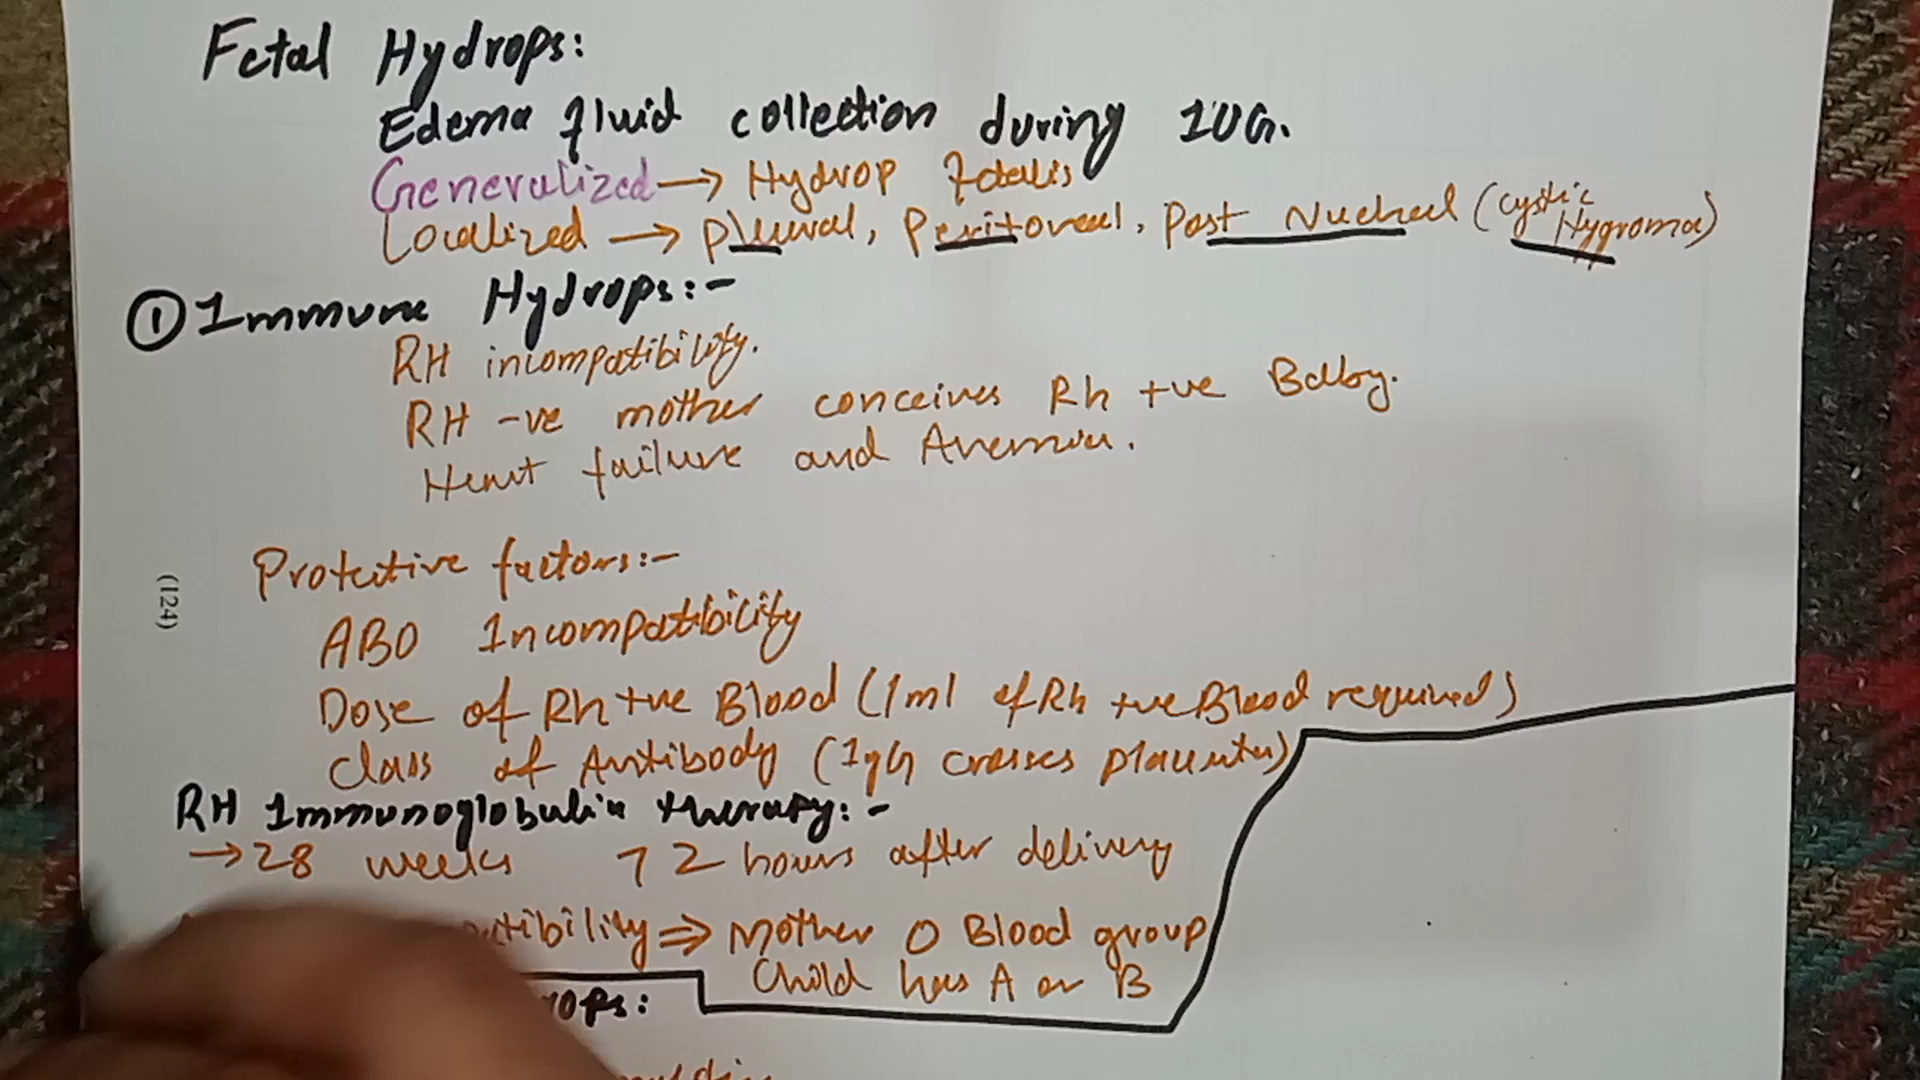 Fetal Hydrops:
Edema fluid collection during IUG.
Generalized → Hydrop fetalis
Localized → Pleural, Peritoneal, Post Nucheal (cystic Hygroma)
① Immune Hydrops:-
RH incompatibility.
RH -ve mother conceives Rh +ve Baby.
Heart failure and Anemia.
Protective factors:-
(124)
ABO Incompatibility
Dose of Rh +ve Blood (1ml of Rh +ve Blood required)
Class of Antibody (IgG crosses placenta)
RH Immunoglobulin therapy:-
→ 28 weeks 72 hours after delivery
tibility ⇒ Mother O Blood group
Child has A or B
rops: